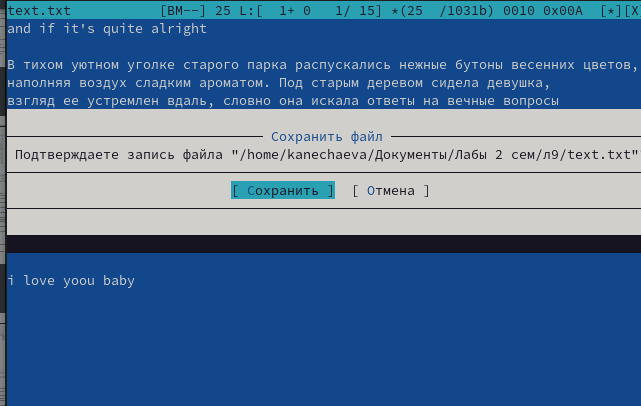 text.txt [BM--] 25 L:[ 1+ 0 1/ 15] *(25 /1031b) 0010 0x00A [*][X
and if it's quite alright
В тихом уютном уголке старого парка распускались нежные бутоны весенних цветов,
наполняя воздух сладким ароматом. Под старым деревом сидела девушка,
взгляд ее устремлен вдаль, словно она искала ответы на вечные вопросы
Сохранить файл
Подтверждаете запись файла "/home/kanechaeva/Документы/Лабы 2 сем/л9/text.txt"
[ Сохранить ] [ Отмена ]
i love yoou baby